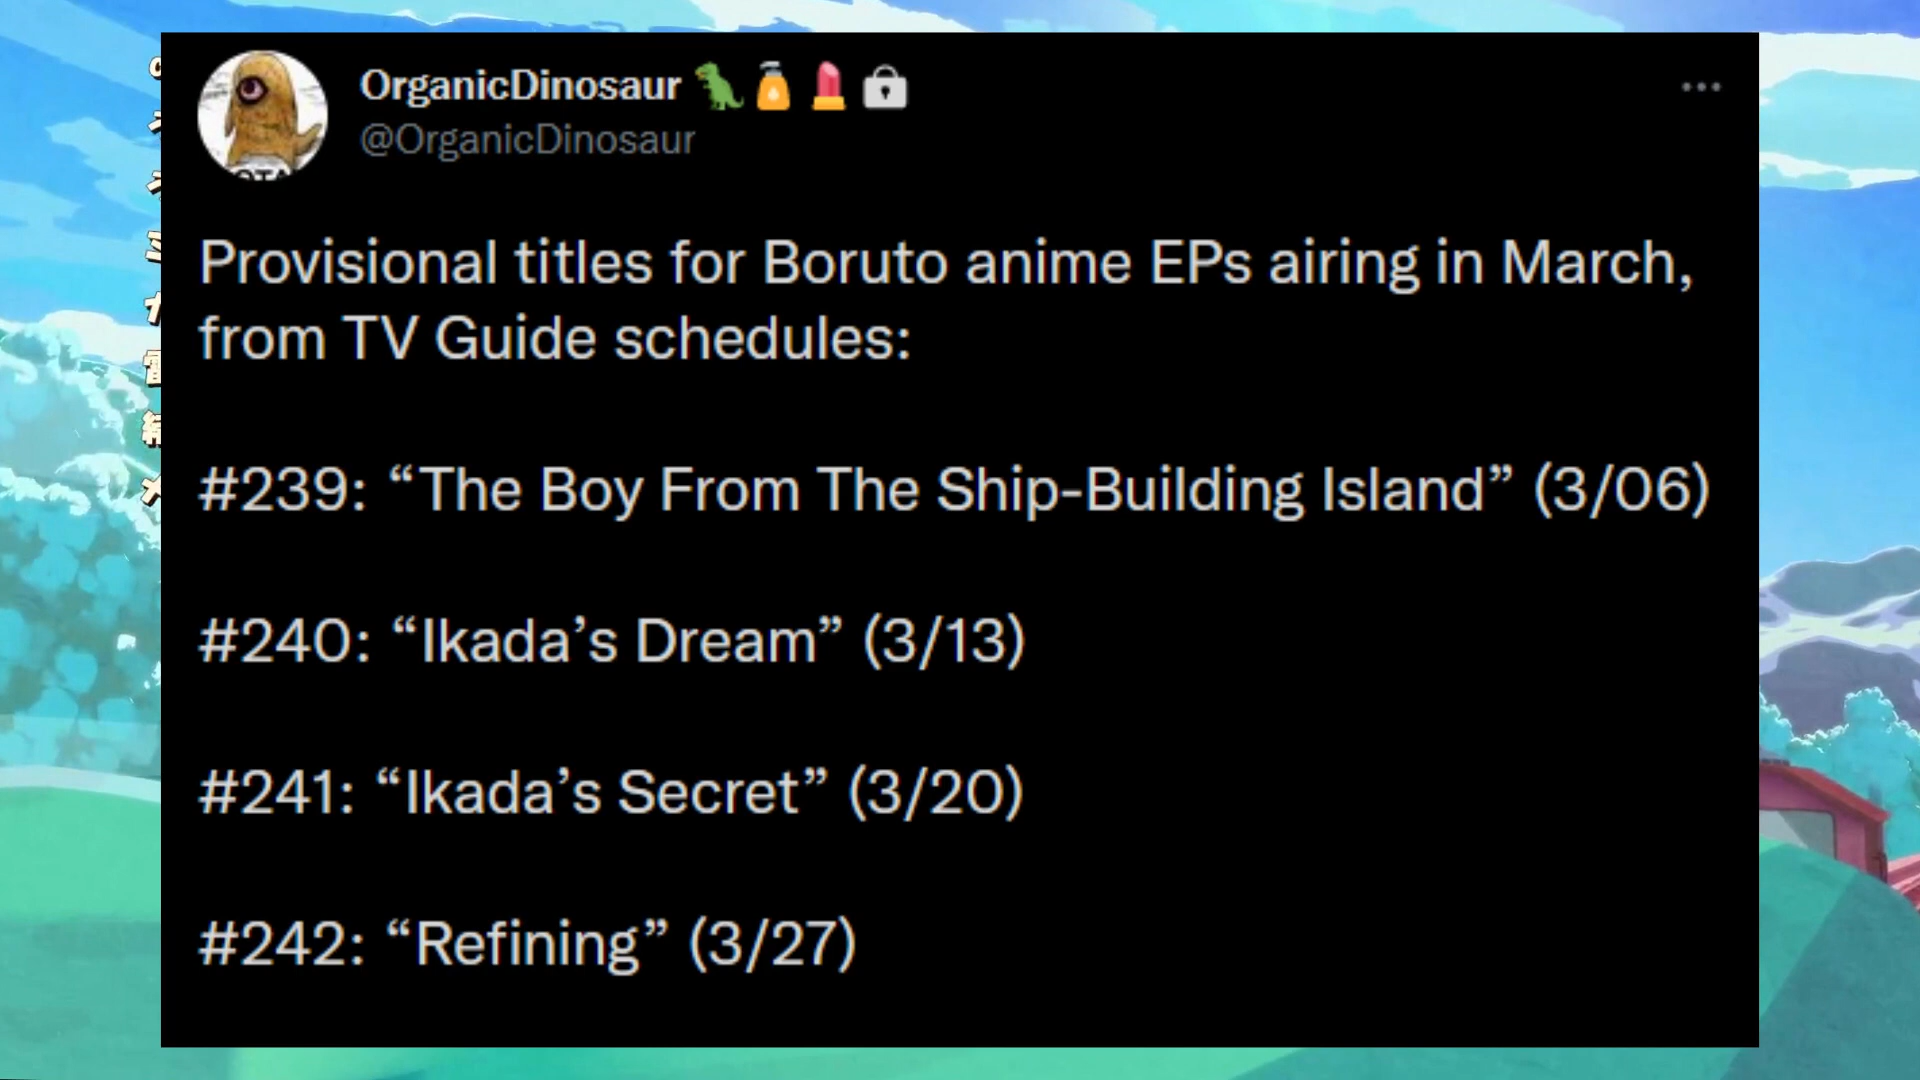 OrganicDinosaur 🦖🧴💄🔒
@OrganicDinosaur
Provisional titles for Boruto anime EPs airing in March,
from TV Guide schedules:
#239: “The Boy From The Ship-Building Island” (3/06)
#240: “Ikada’s Dream” (3/13)
#241: “Ikada’s Secret” (3/20)
#242: “Refining” (3/27)